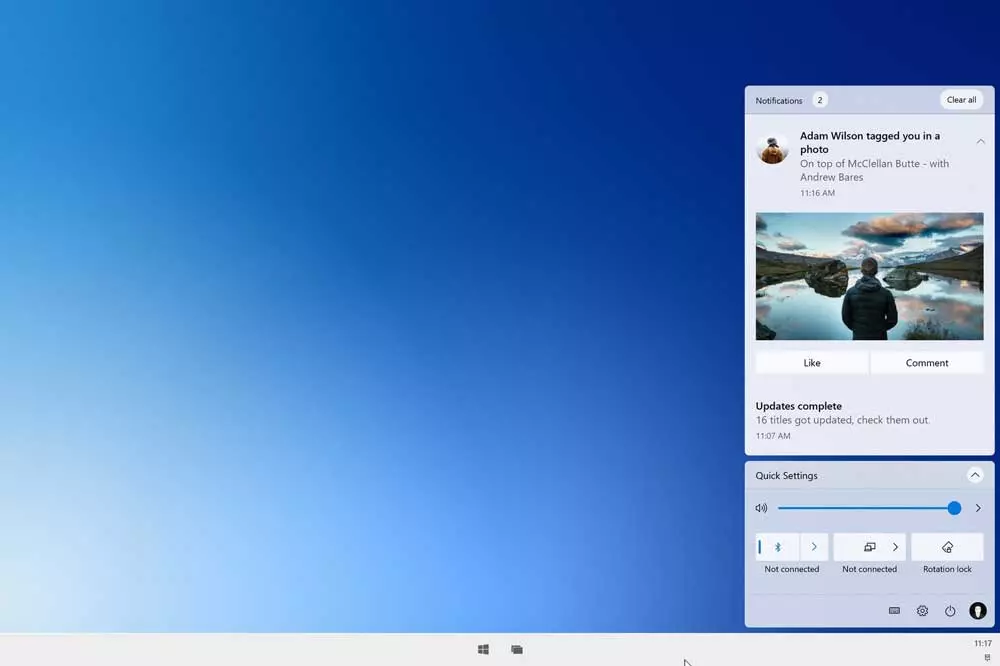 Notifications 2 Clear all
Adam Wilson tagged you in a
photo
On top of McClellan Butte - with
Andrew Bares
11:16 AM
Like Comment
Updates complete
16 titles got updated, check them out.
11:07 AM
Quick Settings
Not connected Not connected Rotation lock
11:17